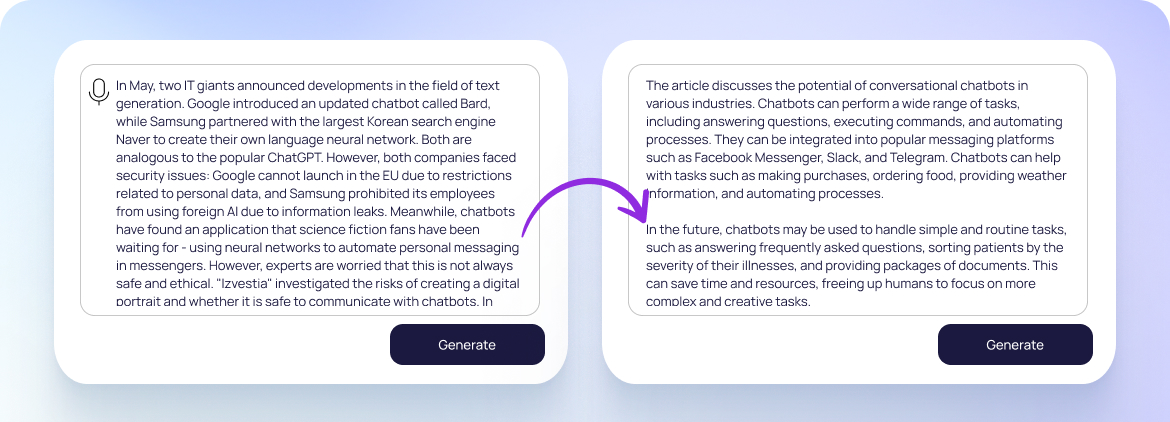 In May, two IT giants announced developments in the field of text
generation. Google introduced an updated chatbot called Bard,
while Samsung partnered with the largest Korean search engine
Naver to create their own language neural network. Both are
analogous to the popular ChatGPT. However, both companies faced
security issues: Google cannot launch in the EU due to restrictions
related to personal data, and Samsung prohibited its employees
from using foreign AI due to information leaks. Meanwhile, chatbots
have found an application that science fiction fans have been
waiting for - using neural networks to automate personal messaging
in messengers. However, experts are worried that this is not always
safe and ethical. "Izvestia" investigated the risks of creating a digital
portrait and whether it is safe to communicate with chatbots. In
Generate
The article discusses the potential of conversational chatbots in
various industries. Chatbots can perform a wide range of tasks,
including answering questions, executing commands, and automating
processes. They can be integrated into popular messaging platforms
such as Facebook Messenger, Slack, and Telegram. Chatbots can help
with tasks such as making purchases, ordering food, providing weather
information, and automating processes.
In the future, chatbots may be used to handle simple and routine tasks,
such as answering frequently asked questions, sorting patients by the
severity of their illnesses, and providing packages of documents. This
can save time and resources, freeing up humans to focus on more
complex and creative tasks.
Generate